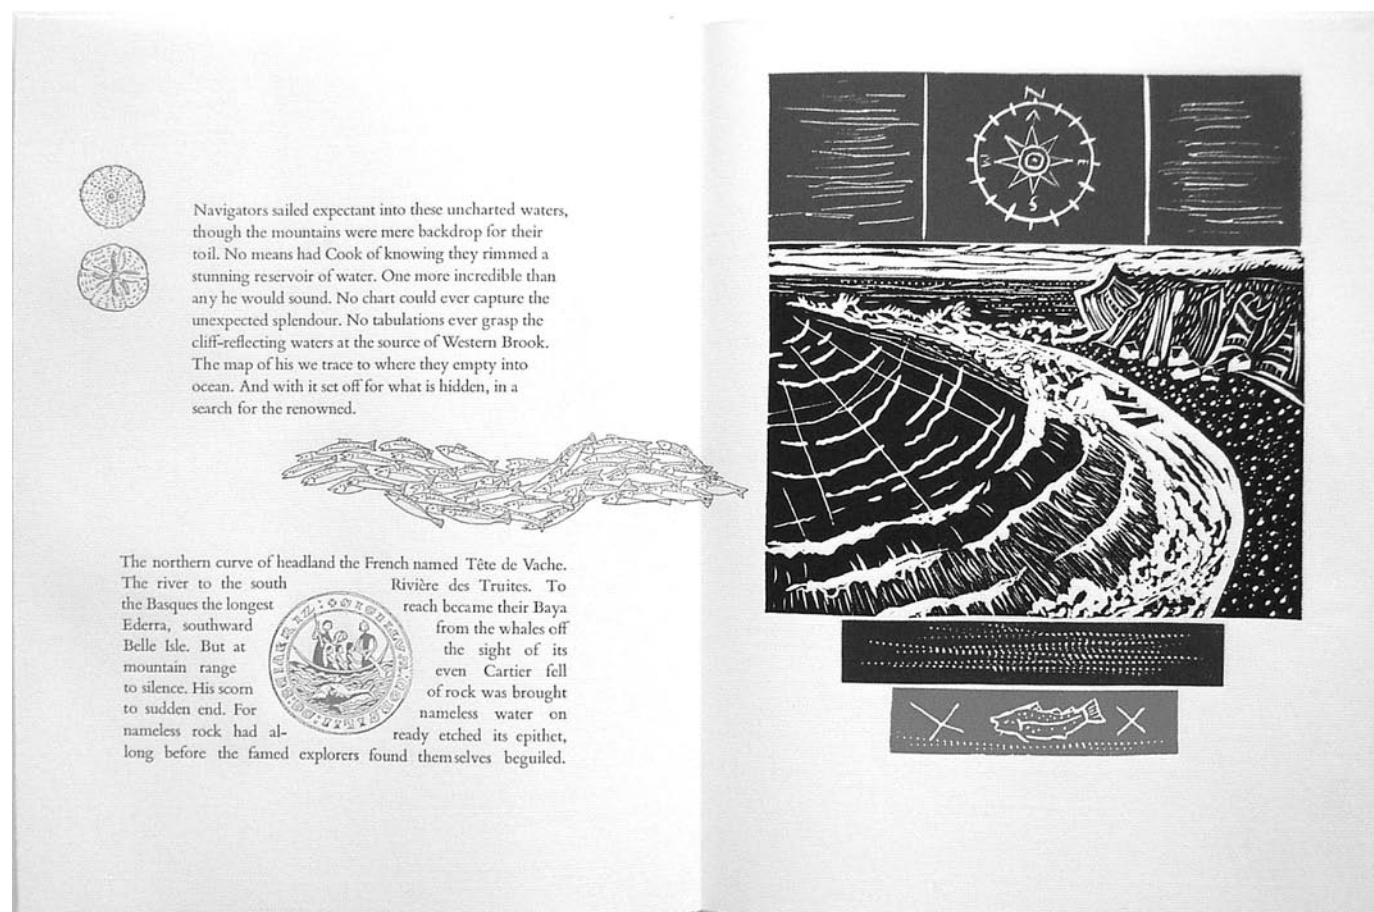 Navigators sailed expectant into these uncharted waters,
though the mountains were mere backdrop for their
toil. No means had Cook of knowing they rimmed a
stunning reservoir of water. One more incredible than
any he would sound. No chart could ever capture the
unexpected splendour. No tabulations ever grasp the
cliff-reflecting waters at the source of Western Brook.
The map of his we trace to where they empty into
ocean. And with it set off for what is hidden, in a
search for the renowned.
The northern curve of headland the French named Tête de Vache.
The river to the south Rivière des Truites. To
the Basques the longest reach became their Baya
Ederra, southward from the whales off
Belle Isle. But at the sight of its
mountain range even Cartier fell
to silence. His scorn of rock was brought
to sudden end. For nameless water on
nameless rock had al- ready etched its epithet,
long before the famed explorers found themselves beguiled.
N
W E
S